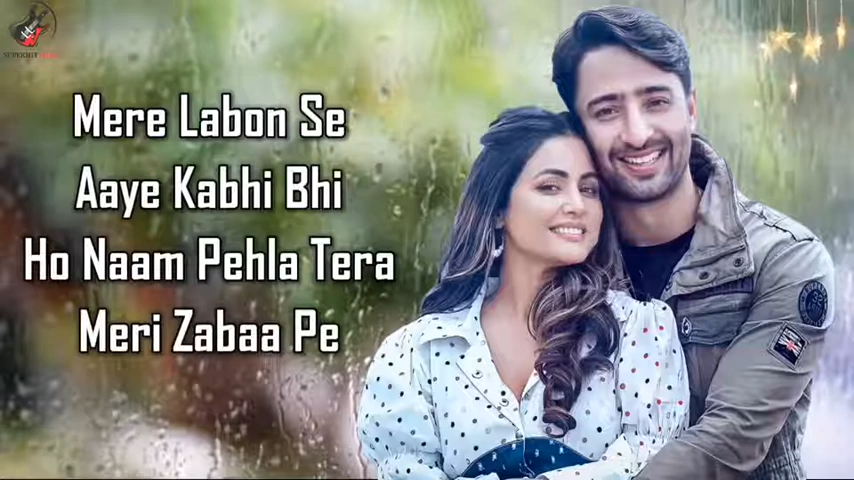 Mere Labon Se
Aaye Kabhi Bhi
Ho Naam Pehla Tera
Meri Zabaa Pe